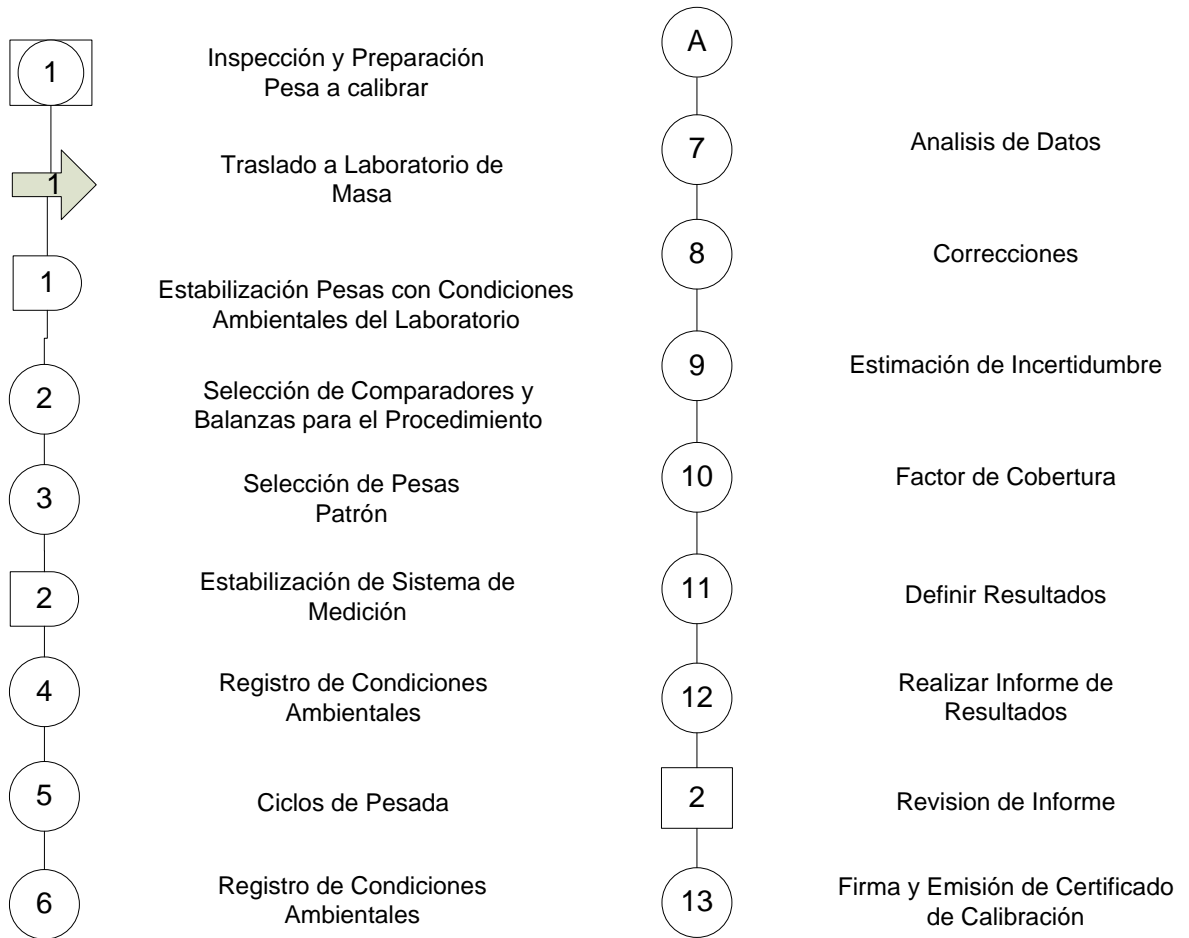 1
Inspección y Preparación
Pesa a calibrar
1
Traslado a Laboratorio de
Masa
1
Estabilización Pesas con Condiciones
Ambientales del Laboratorio
2
Selección de Comparadores y
Balanzas para el Procedimiento
3
Selección de Pesas
Patrón
2
Estabilización de Sistema de
Medición
4
Registro de Condiciones
Ambientales
5
Ciclos de Pesada
6
Registro de Condiciones
Ambientales
A
7
Analisis de Datos
8
Correcciones
9
Estimación de Incertidumbre
10
Factor de Cobertura
11
Definir Resultados
12
Realizar Informe de
Resultados
2
Revision de Informe
13
Firma y Emisión de Certificado
de Calibración